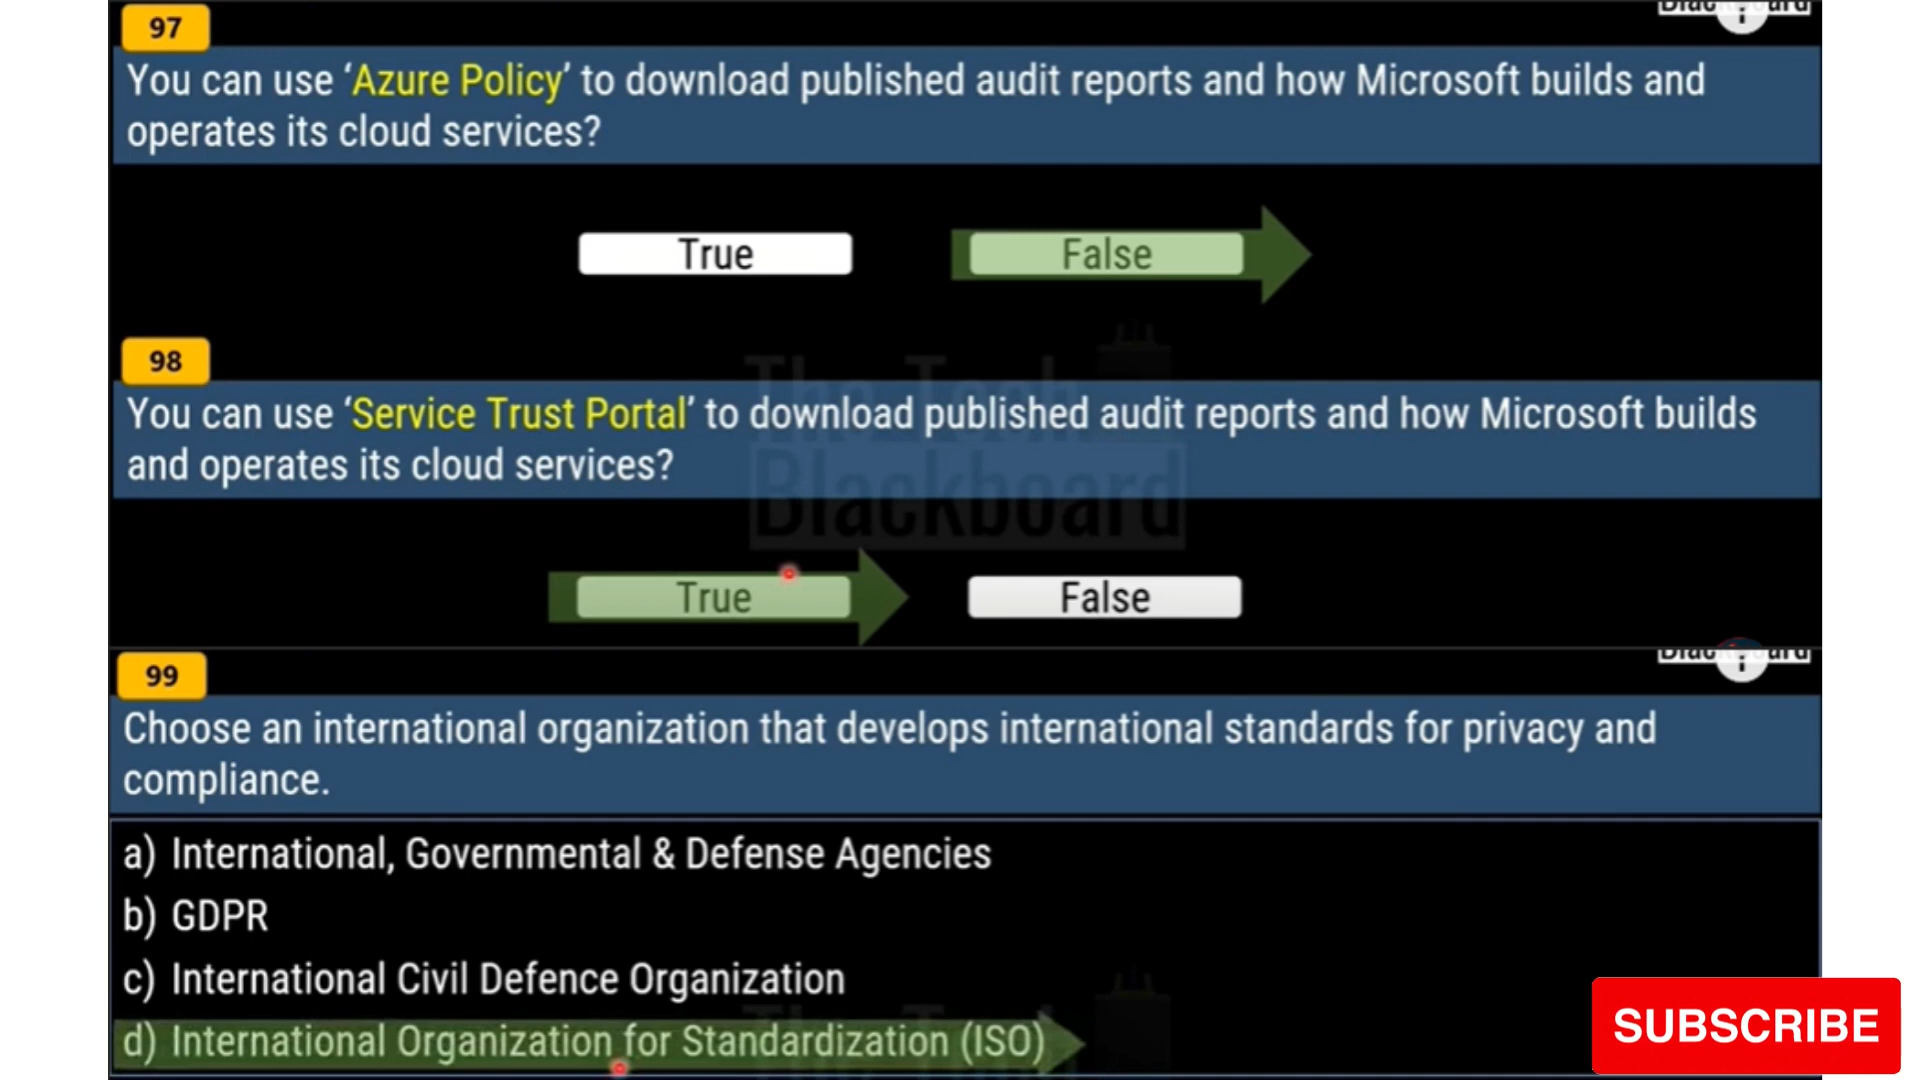 97
You can use ‘Azure Policy’ to download published audit reports and how Microsoft builds and
operates its cloud services?
True
False
98
You can use ‘Service Trust Portal’ to download published audit reports and how Microsoft builds
and operates its cloud services?
The Tech
Blackboard
True
False
99
Choose an international organization that develops international standards for privacy and
compliance.
a) International, Governmental & Defense Agencies
b) GDPR
c) International Civil Defence Organization
d) International Organization for Standardization (ISO)
SUBSCRIBE